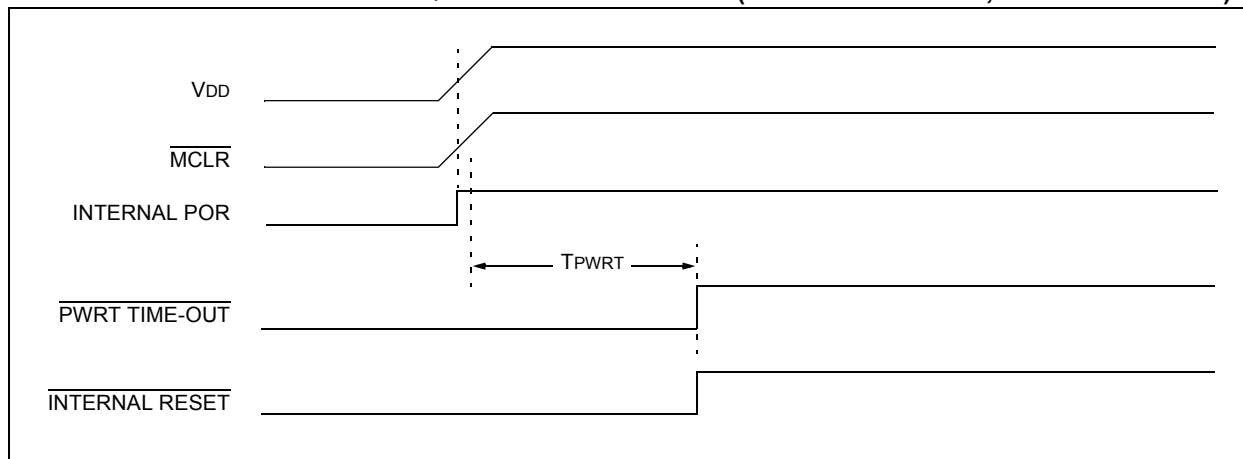 VDD
MCLR
INTERNAL POR
TPWRT
PWRT TIME-OUT
INTERNAL RESET